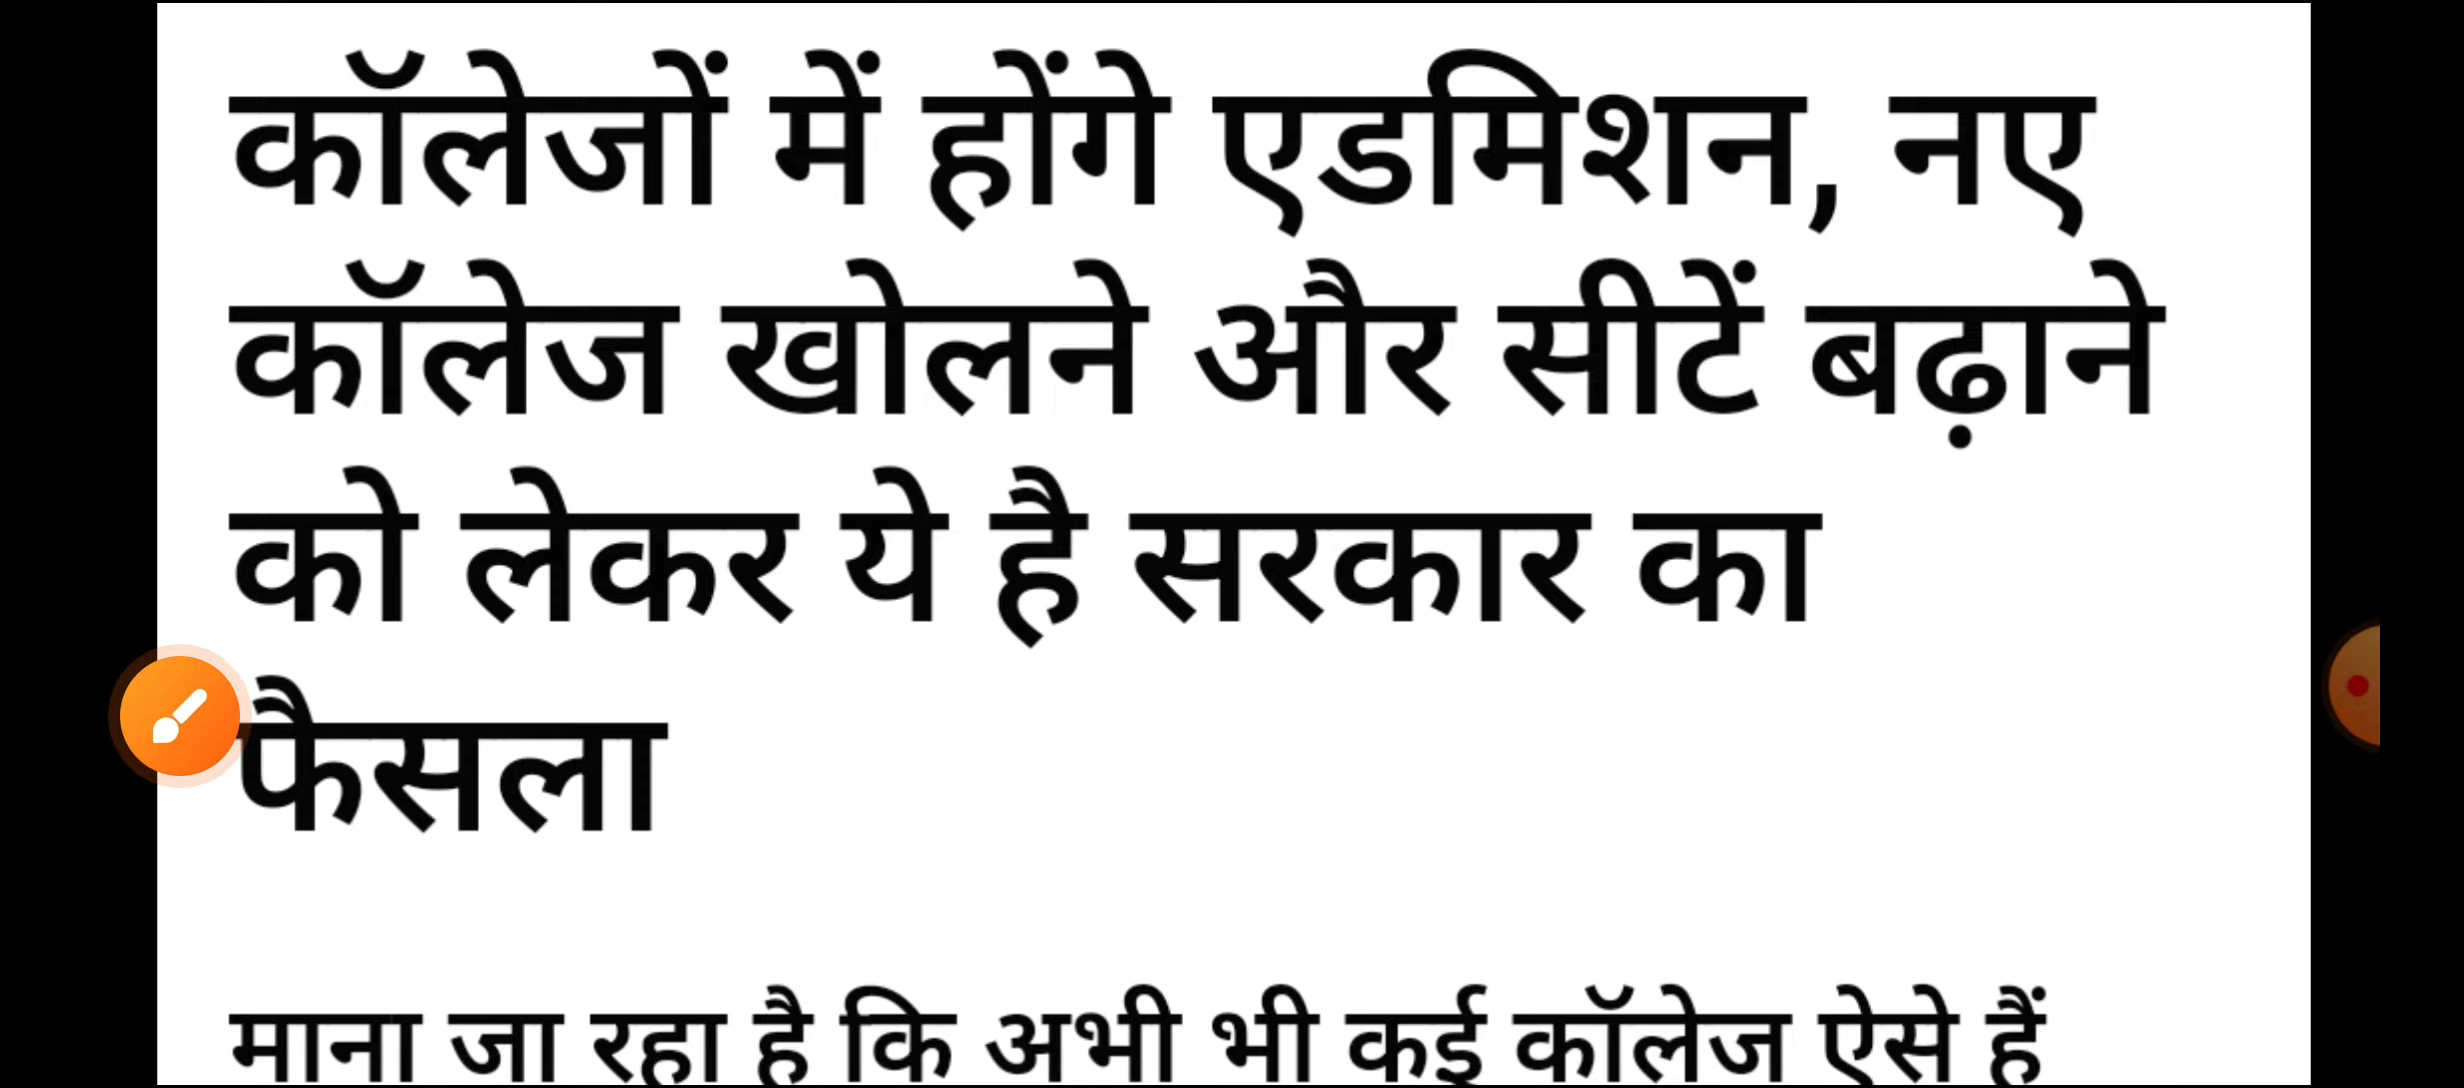 कॉलेजों में होंगे एडमिशन, नए
कॉलेज खोलने और सीटें बढ़ाने
को लेकर ये है सरकार का
फैसला
माना जा रहा है कि अभी भी कई कॉलेज ऐसे हैं